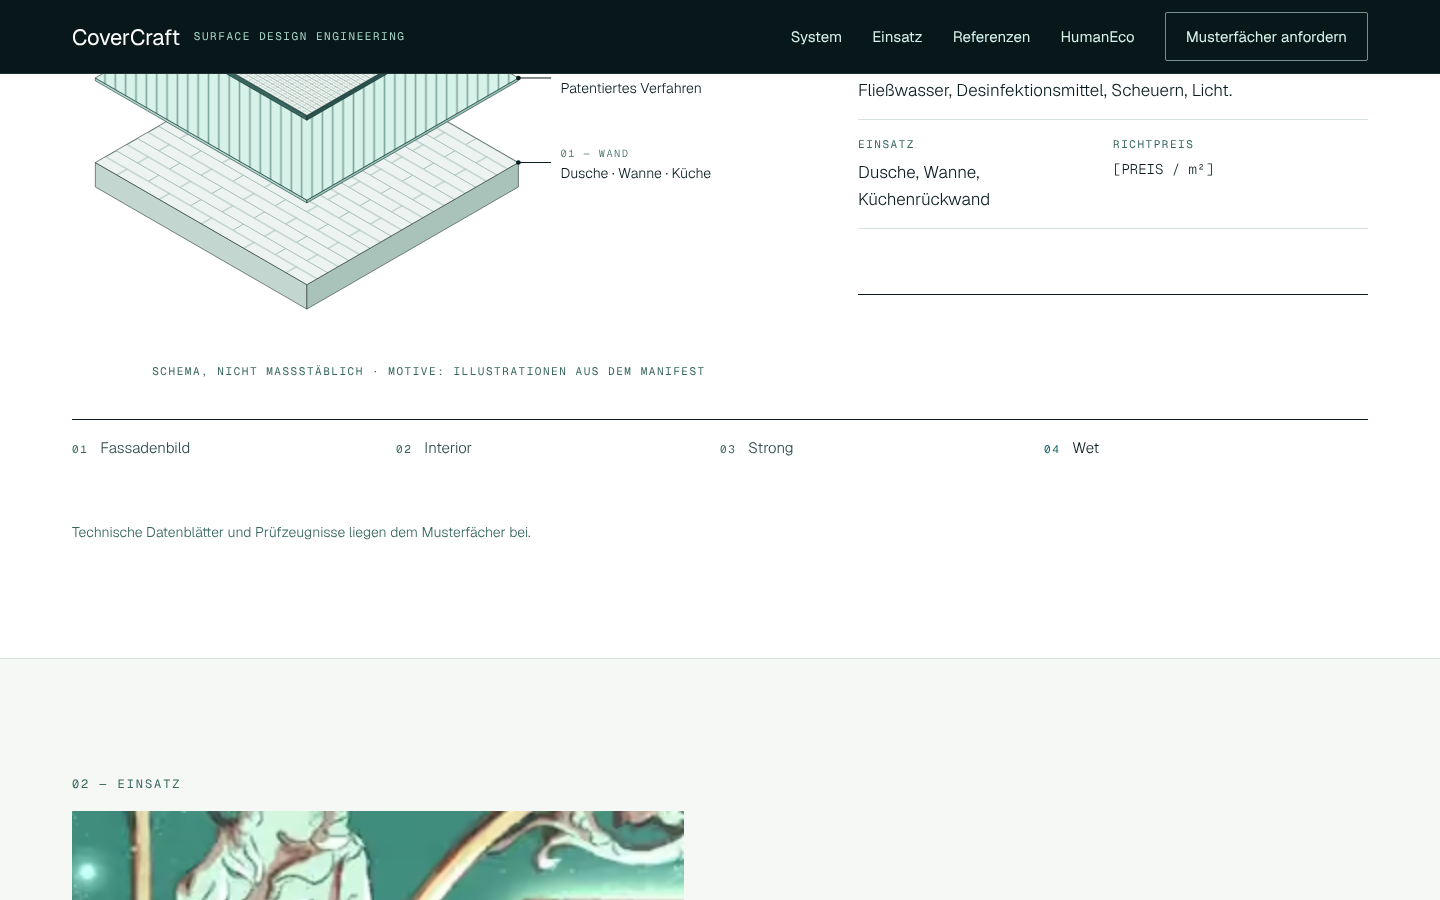 CoverCraft SURFACE DESIGN ENGINEERING
System Einsatz Referenzen HumanEco Musterfächer anfordern
Patentiertes Verfahren
01 — WAND
Dusche · Wanne · Küche
Fließwasser, Desinfektionsmittel, Scheuern, Licht.
EINSATZ
Dusche, Wanne,
Küchenrückwand
RICHTPREIS
[PREIS / m²]
SCHEMA, NICHT MASSSTÄBLICH · MOTIVE: ILLUSTRATIONEN AUS DEM MANIFEST
01 Fassadenbild
02 Interior
03 Strong
04 Wet
Technische Datenblätter und Prüfzeugnisse liegen dem Musterfächer bei.
02 — EINSATZ